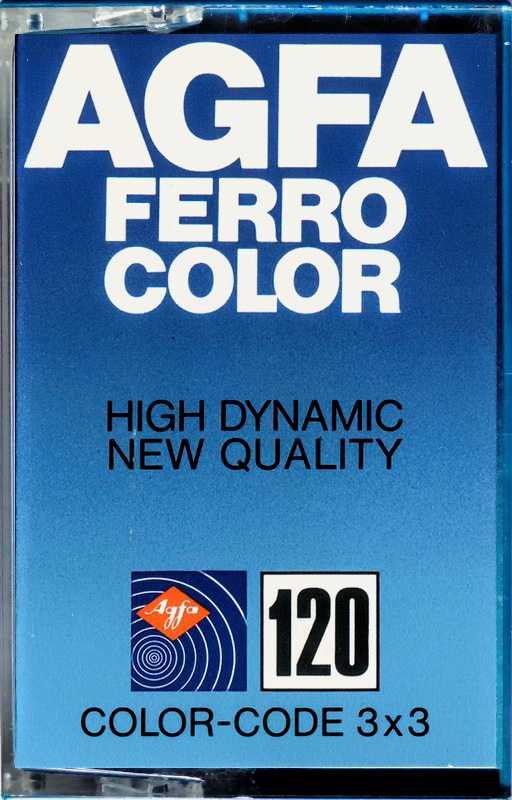 AGFA
FERRO
COLOR
HIGH DYNAMIC
NEW QUALITY
Agfa
120
COLOR-CODE 3x3